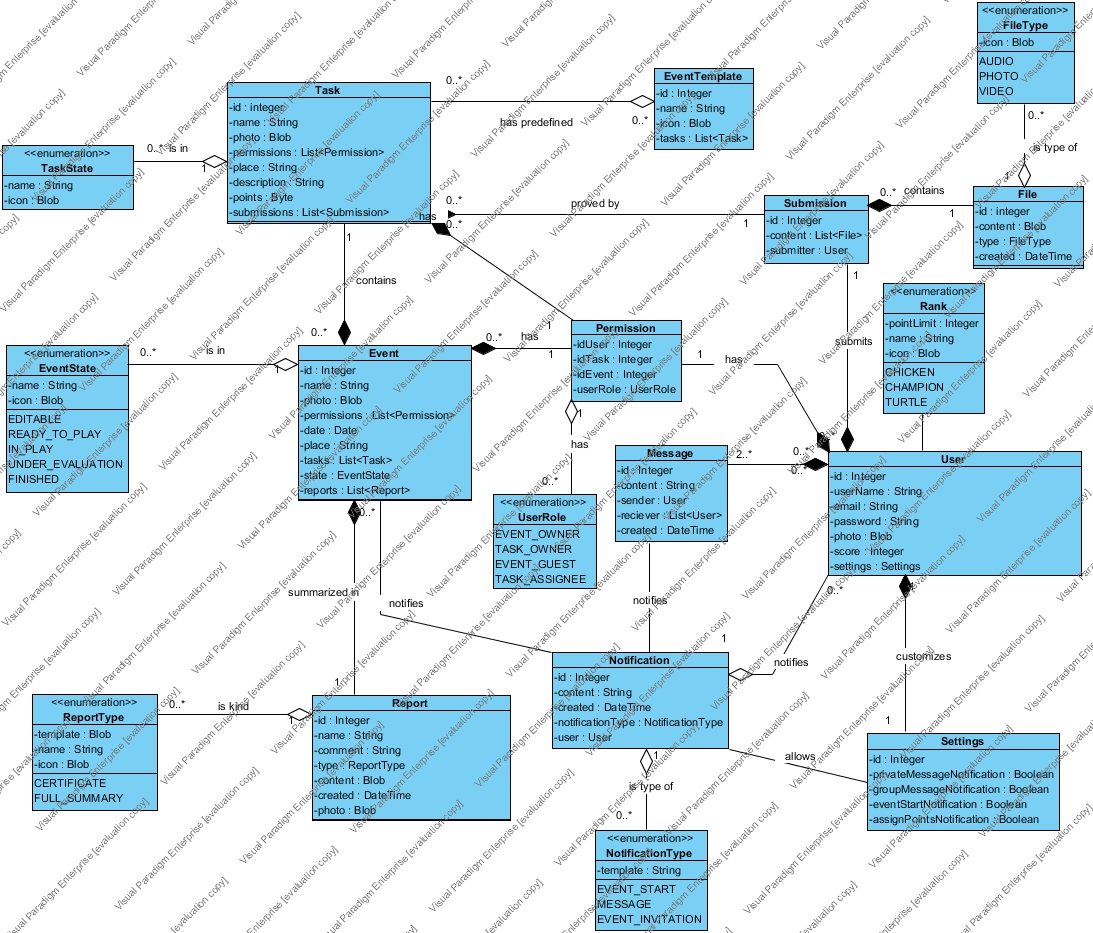 <<enumeration>>
FileType
-icon : Blob
AUDIO
PHOTO
VIDEO
0..*
is type of
1
File
-id : integer
-content : Blob
-type : FileType
-created : DateTime
EventTemplate
-id : Integer
-name : String
-icon : Blob
-tasks : List<Task>
0..*
has predefined
0..*
Task
-id : integer
-name : String
-photo : Blob
-permissions : List<Permission>
-place : String
-description : String
-points : Byte
-submissions : List<Submission>
<<enumeration>>
TaskState
-name : String
-icon : Blob
0..*
is in
1
has
0..*
0..*
proved by
1
Submission
-id : Integer
-content : List<File>
-submitter : User
0..*
contains
1
1
contains
0..*
1
submits
<<enumeration>>
Rank
-pointLimit : Integer
-name : String
-icon : Blob
CHICKEN
CHAMPION
TURTLE
<<enumeration>>
EventState
-name : String
-icon : Blob
EDITABLE
READY_TO_PLAY
IN_PLAY
UNDER_EVALUATION
FINISHED
0..*
is in
1
Event
-id : Integer
-name : String
-photo : Blob
-permissions : List<Permission>
-date : Date
-place : String
-tasks : List<Task>
-state : EventState
-reports : List<Report>
0..*
has
1
1
Permission
-idUser : Integer
-idTask : Integer
-idEvent : Integer
-userRole : UserRole
1
has
0..*
1
has
0..*
<<enumeration>>
UserRole
EVENT_OWNER
TASK_OWNER
EVENT_GUEST
TASK_ASSIGNEE
Message
-id : Integer
-content : String
-sender : User
-reciever : List<User>
-created : DateTime
2..*
0..*
User
-id : Integer
-userName : String
-email : String
-password : String
-photo : Blob
-score : Integer
-settings : Settings
0..*
summarized in
1
notifies
notifies
0..*
notifies
1
customizes
1
<<enumeration>>
ReportType
-template : Blob
-name : String
-icon : Blob
CERTIFICATE
FULL_SUMMARY
0..*
is kind
1
Report
-id : Integer
-name : String
-comment : String
-type : ReportType
-content : Blob
-created : DateTime
-photo : Blob
Notification
-id : Integer
-content : String
-created : DateTime
-notificationType : NotificationType
-user : User
allows
Settings
-id : Integer
-privateMessageNotification : Boolean
-groupMessageNotification : Boolean
-eventStartNotification : Boolean
-assignPointsNotification : Boolean
1
is type of
0..*
<<enumeration>>
NotificationType
-template : String
EVENT_START
MESSAGE
EVENT_INVITATION
Visual Paradigm Enterprise [evaluation copy]